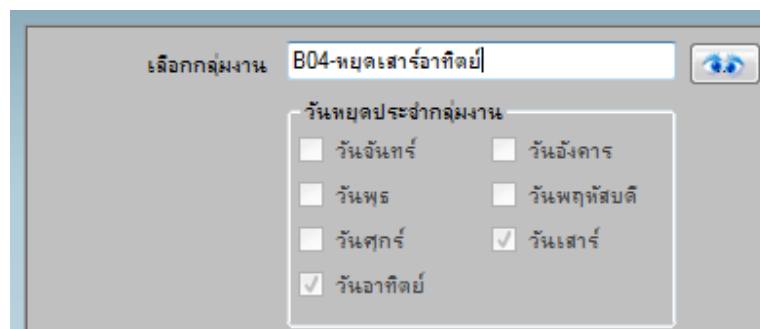 เลือกกลุ่มงาน B04-หยุดเสาร์อาทิตย์
วันหยุดประจำกลุ่มงาน
วันจันทร์ วันอังคาร
วันพุธ วันพฤหัสบดี
วันศุกร์ วันเสาร์
วันอาทิตย์